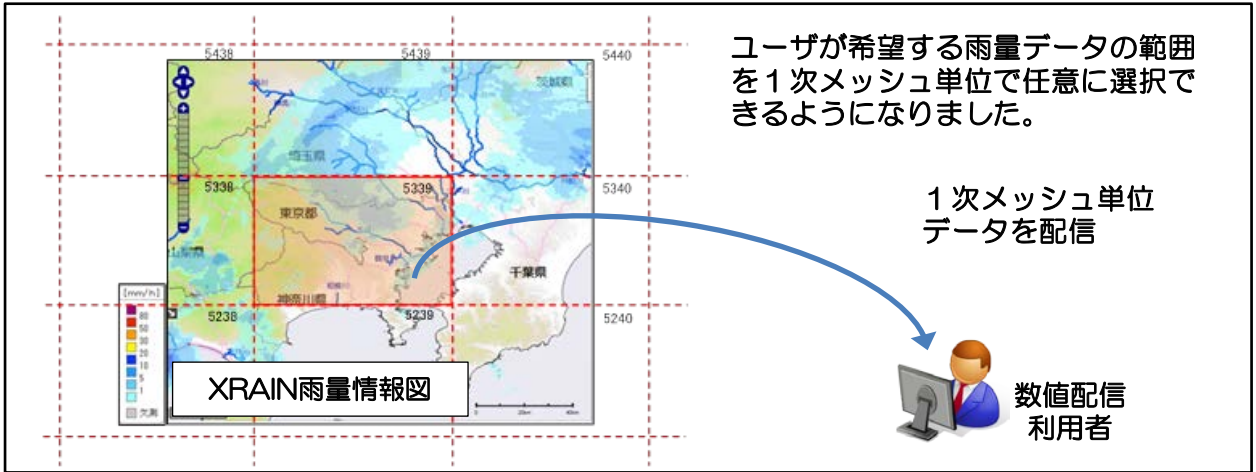 ユーザが希望する雨量データの範囲
を１次メッシュ単位で任意に選択で
きるようになりました。
5438
5439
5440
茨城県
埼玉県
5338
5339
5340
東京都
山梨県
千葉県
神奈川県
5238
5239
5240
[mm/h]
80
50
30
20
10
5
1
欠測
XRAIN雨量情報図
１次メッシュ単位
データを配信
数値配信
利用者